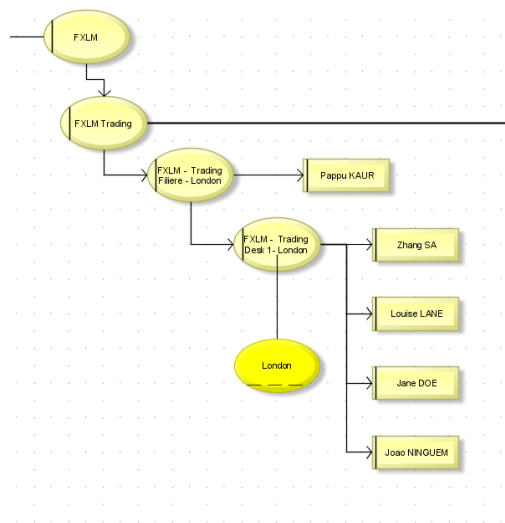 FXLM
FXLM Trading
FXLM - Trading
Filiere - London
Pappu KAUR
FXLM - Trading
Desk 1 - London
Zhang SA
Louise LANE
London
Jane DOE
Joao NINGUEM